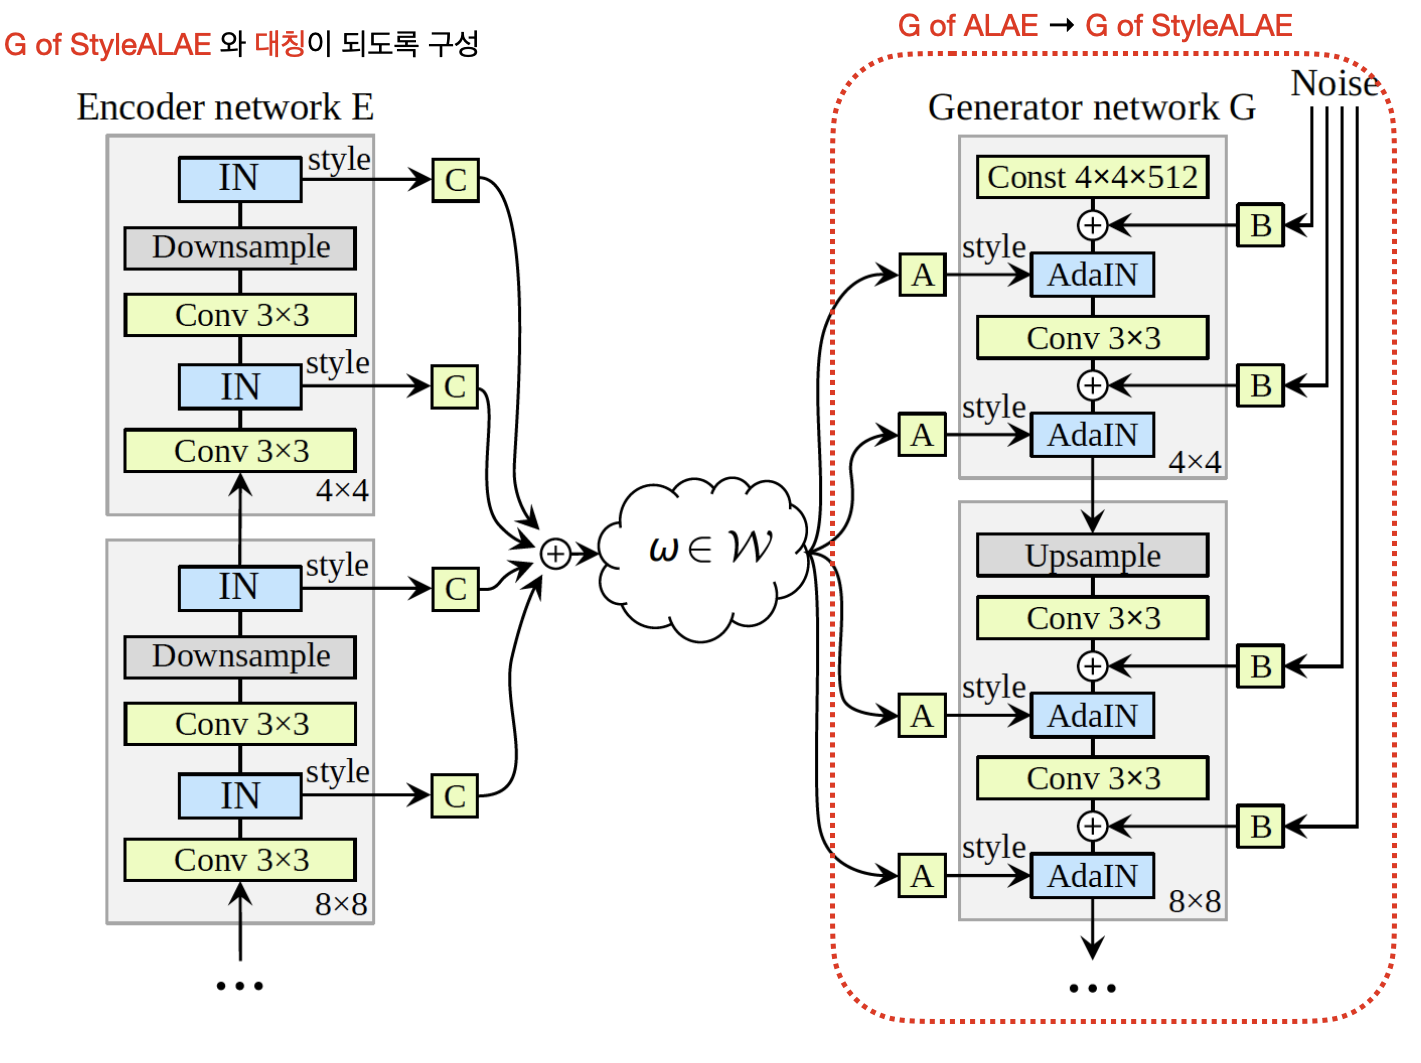 G of StyleALAE 와 대칭이 되도록 구성
G of ALAE → G of StyleALAE
Encoder network E
IN
style
C
Downsample
Conv 3×3
IN
style
C
Conv 3×3
4×4
IN
style
C
Downsample
Conv 3×3
IN
style
C
Conv 3×3
8×8
...
+
ω ∈ W
Generator network G
Noise
Const 4×4×512
+
B
A
style
AdaIN
Conv 3×3
+
B
A
style
AdaIN
4×4
Upsample
Conv 3×3
+
B
A
style
AdaIN
Conv 3×3
+
B
A
style
AdaIN
8×8
...